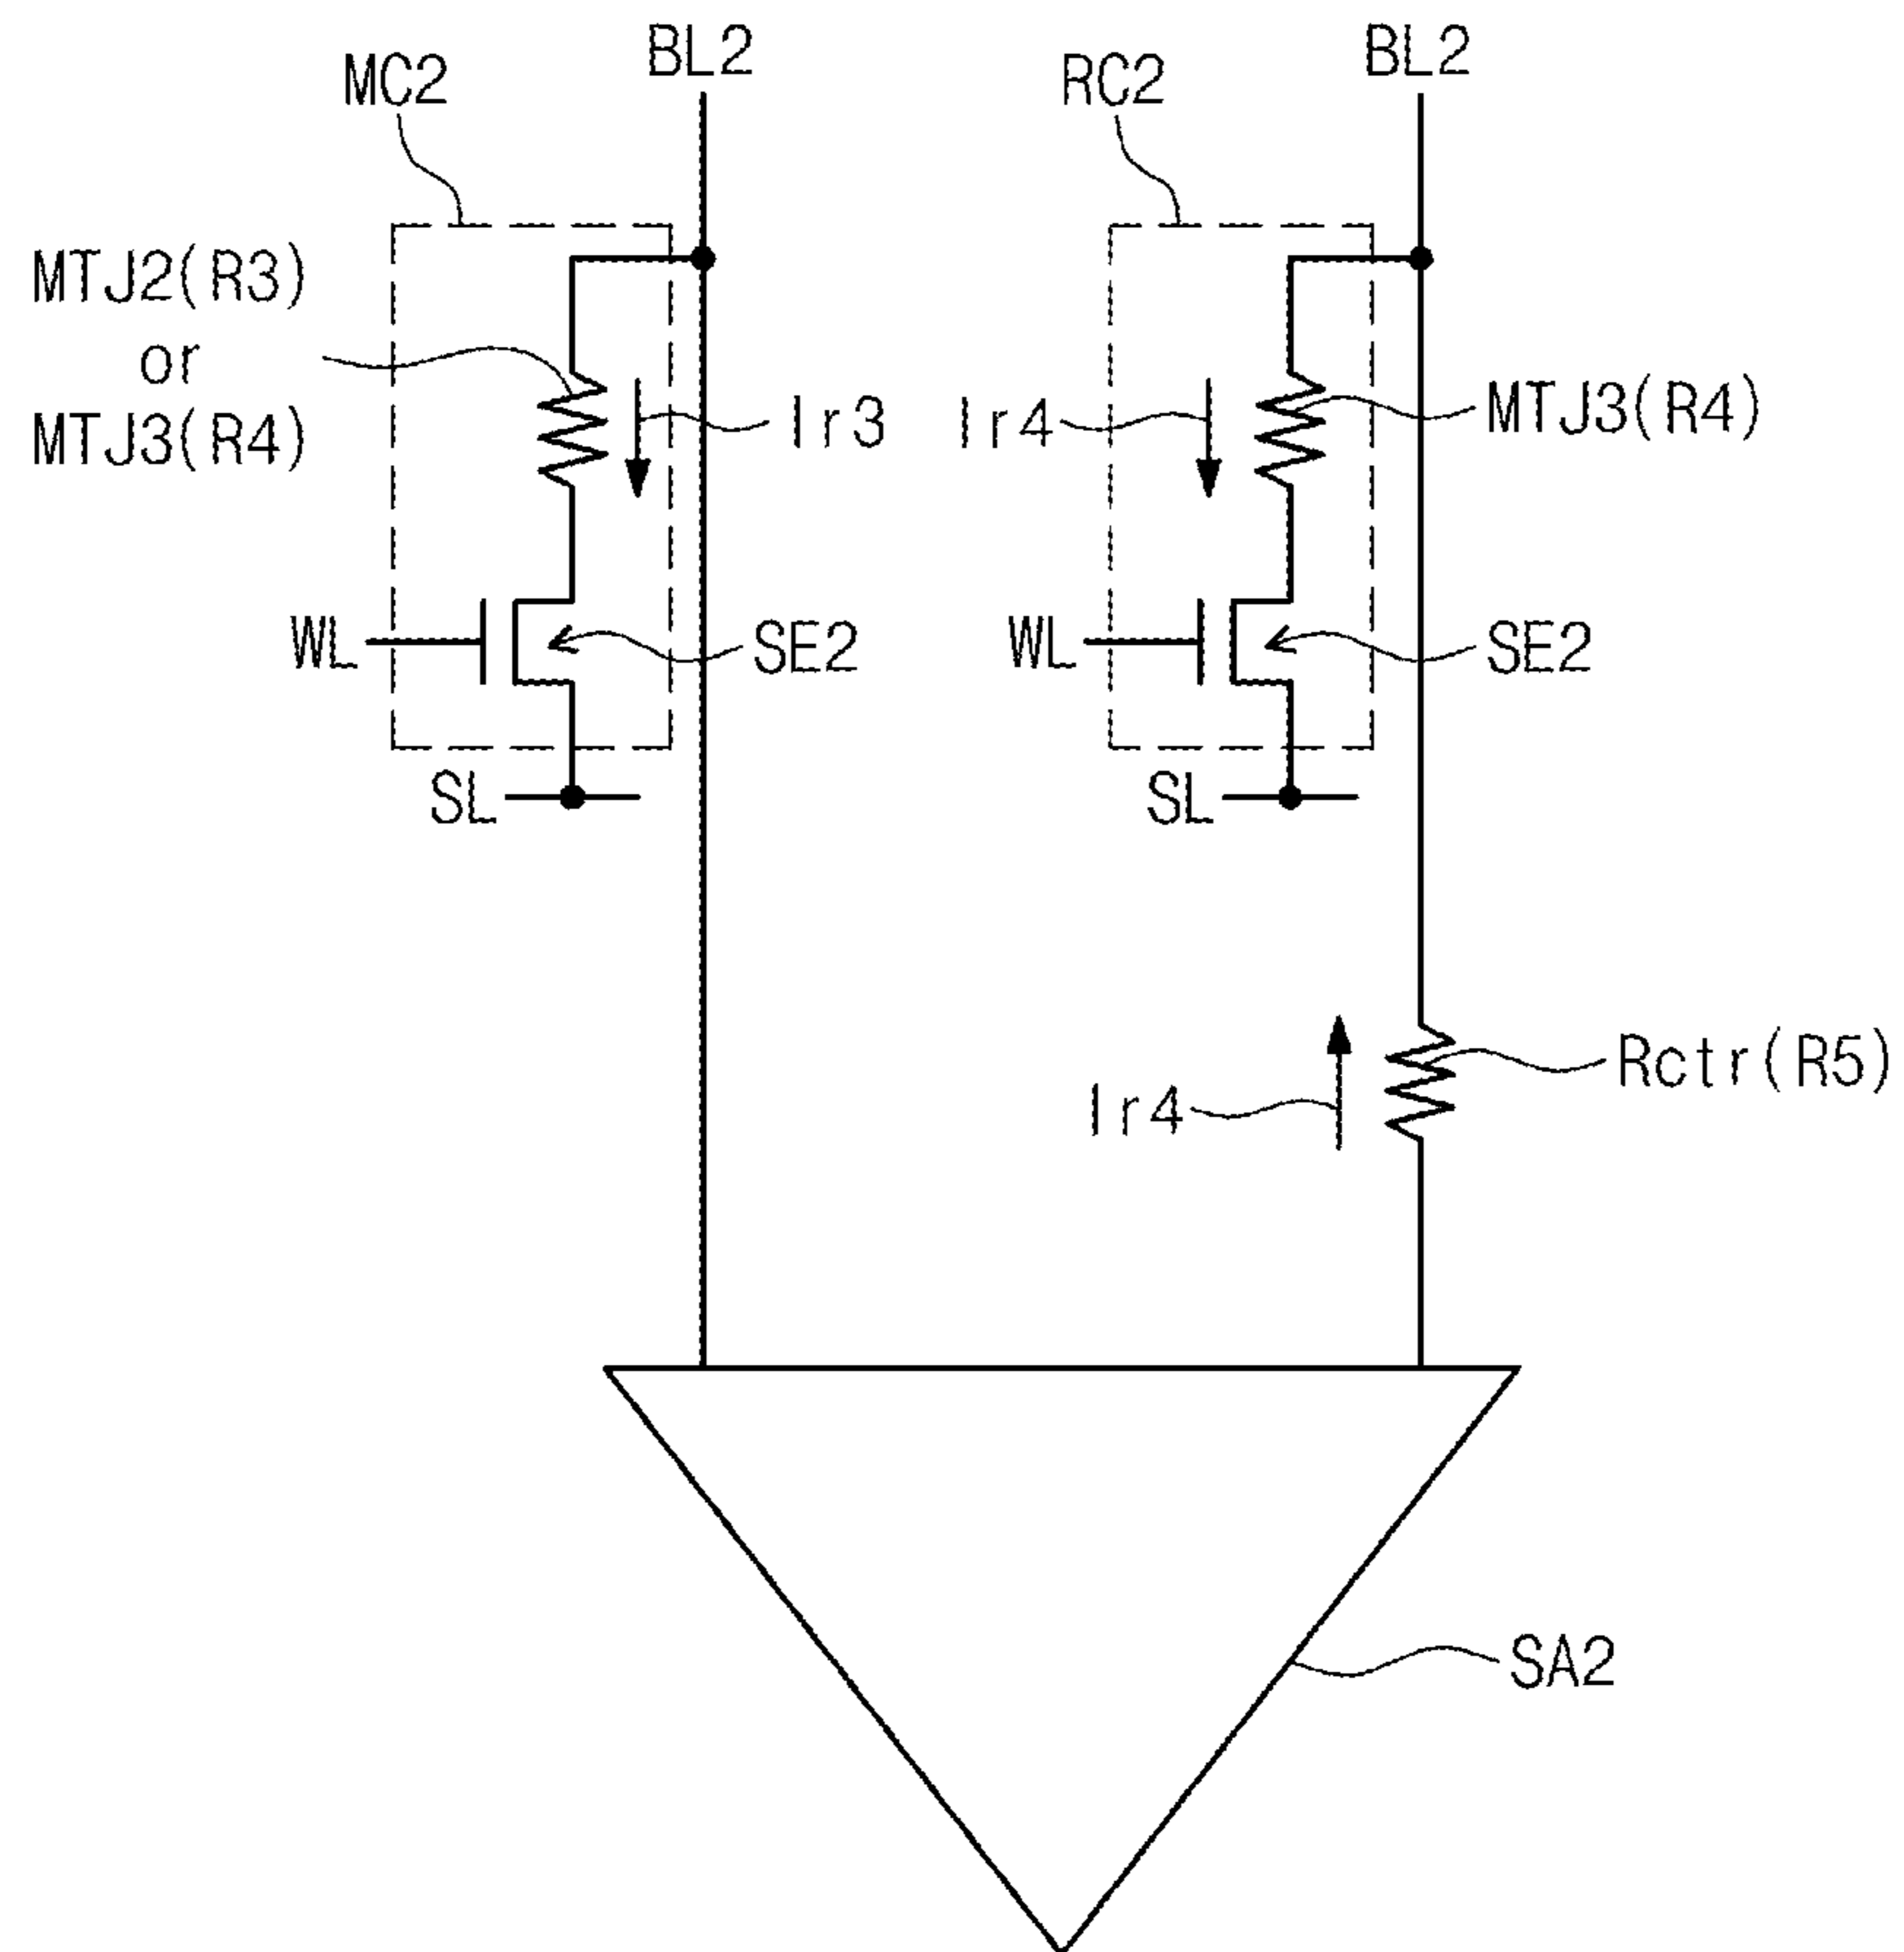 BL2
BL2
MC2
RC2
MTJ2(R3)
or
MTJ3(R4)
Ir3
Ir4
MTJ3(R4)
WL
SE2
WL
SE2
SL
SL
Rctr(R5)
Ir4
SA2